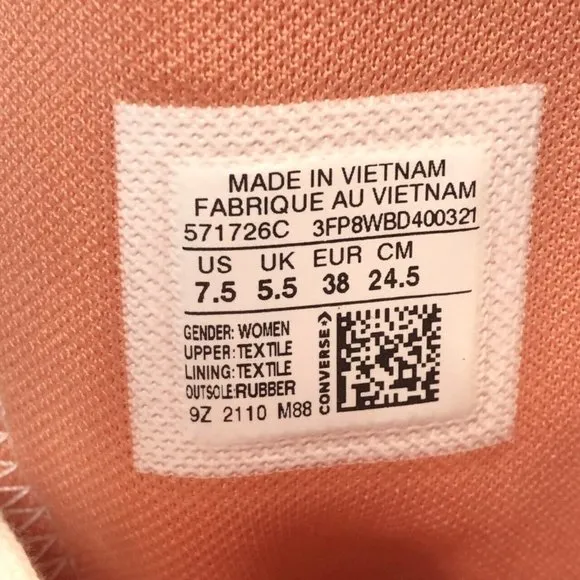 MADE IN VIETNAM
FABRIQUE AU VIETNAM
571726C 3FP8WBD400321
US UK EUR CM
7.5 5.5 38 24.5
GENDER: WOMEN
UPPER:TEXTILE
LINING:TEXTILE
OUTSOLE:RUBBER
9Z 2110 M88
CONVERSE